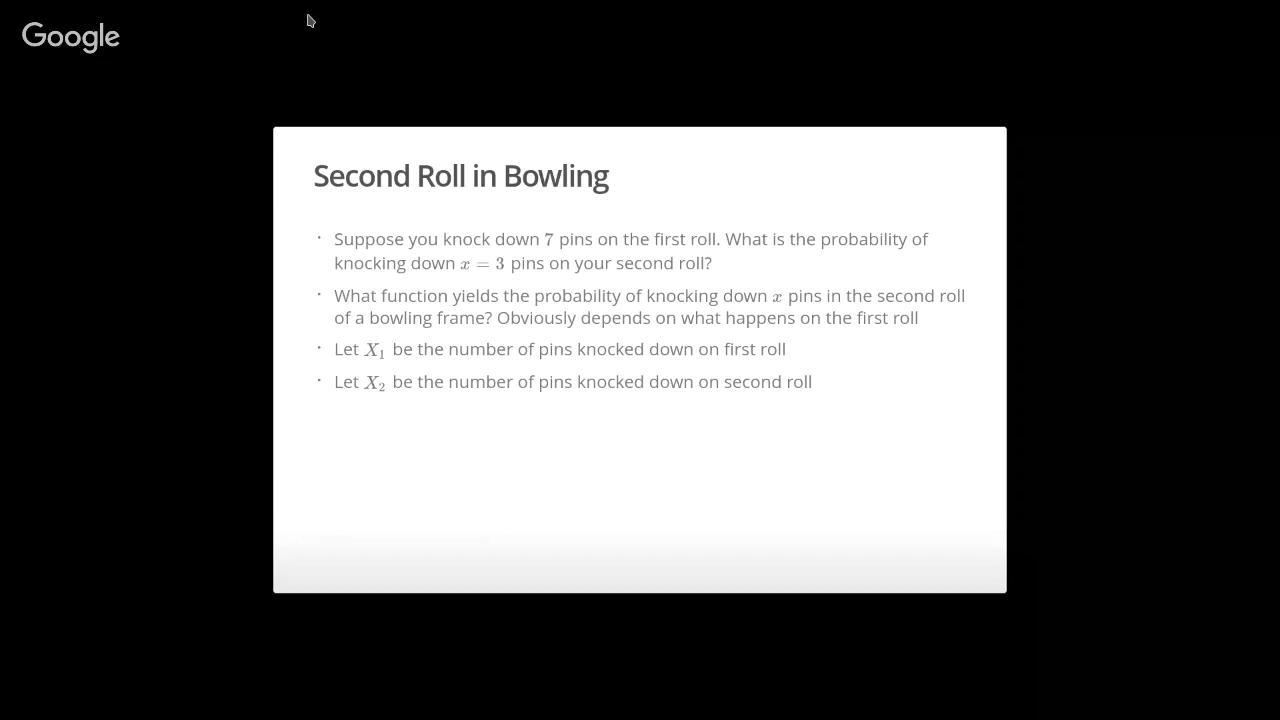 Google
Second Roll in Bowling
· Suppose you knock down 7 pins on the first roll. What is the probability of
knocking down x = 3 pins on your second roll?
· What function yields the probability of knocking down x pins in the second roll
of a bowling frame? Obviously depends on what happens on the first roll
· Let X₁ be the number of pins knocked down on first roll
· Let X₂ be the number of pins knocked down on second roll